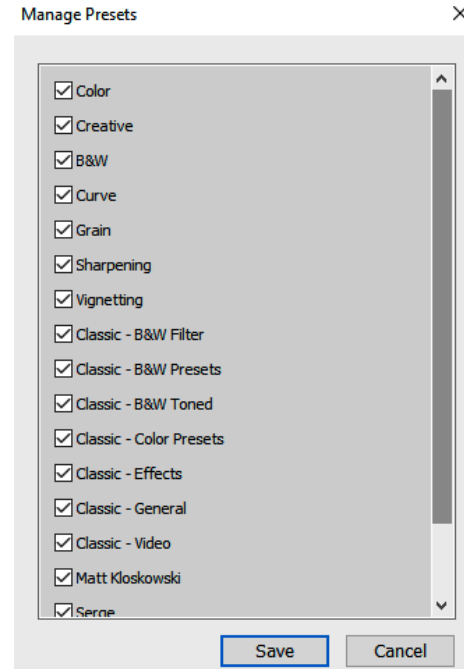 Manage Presets
Color
Creative
B&W
Curve
Grain
Sharpening
Vignetting
Classic - B&W Filter
Classic - B&W Presets
Classic - B&W Toned
Classic - Color Presets
Classic - Effects
Classic - General
Classic - Video
Matt Kloskowski
Serge
Save Cancel